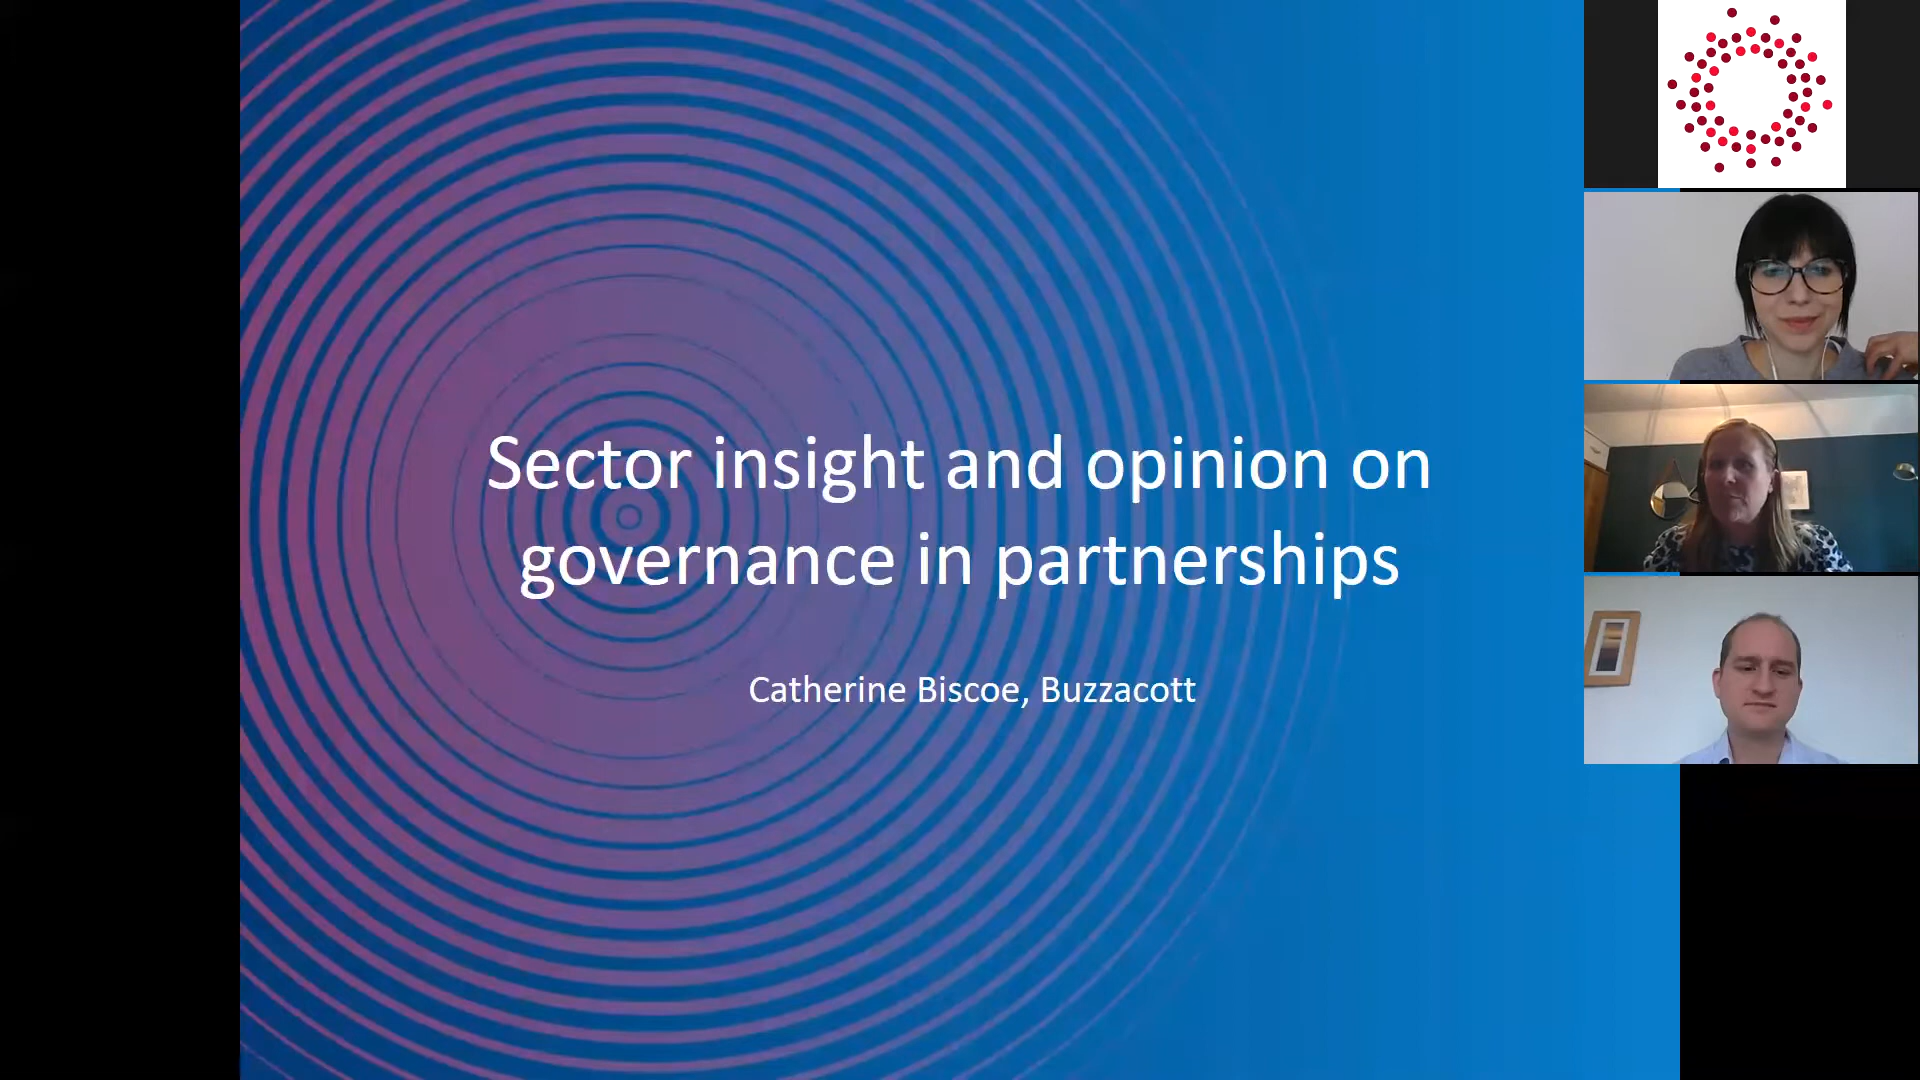 Sector insight and opinion on
governance in partnerships
Catherine Biscoe, Buzzacott